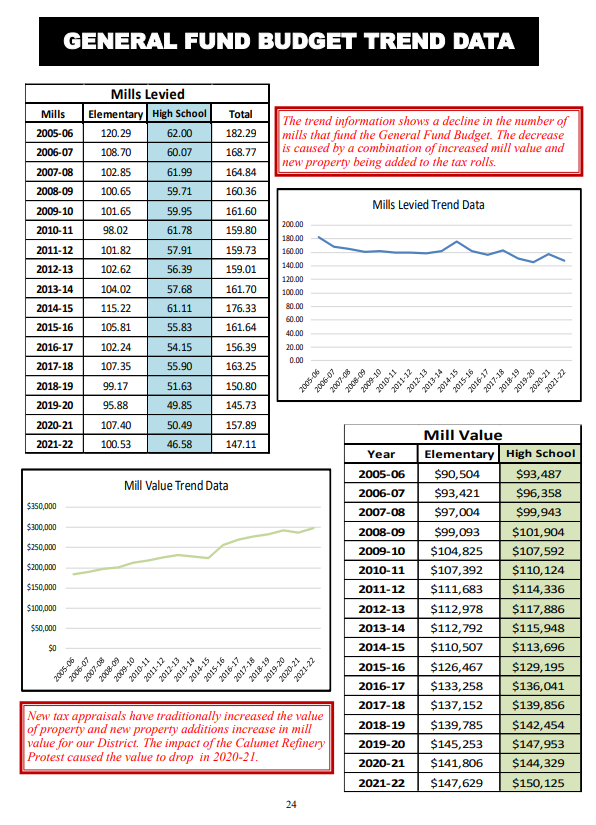 GENERAL FUND BUDGET TREND DATA
Mills Levied
Mills Elementary High School Total
2005-06 120.29 62.00 182.29
2006-07 108.70 60.07 168.77
2007-08 102.85 61.99 164.84
2008-09 100.65 59.71 160.36
2009-10 101.65 59.95 161.60
2010-11 98.02 61.78 159.80
2011-12 101.82 57.91 159.73
2012-13 102.62 56.39 159.01
2013-14 104.02 57.68 161.70
2014-15 115.22 61.11 176.33
2015-16 105.81 55.83 161.64
2016-17 102.24 54.15 156.39
2017-18 107.35 55.90 163.25
2018-19 99.17 51.63 150.80
2019-20 95.88 49.85 145.73
2020-21 107.40 50.49 157.89
2021-22 100.53 46.58 147.11
The trend information shows a decline in the number of
mills that fund the General Fund Budget. The decrease
is caused by a combination of increased mill value and
new property being added to the tax rolls.
Mills Levied Trend Data
200.00
180.00
160.00
140.00
120.00
100.00
80.00
60.00
40.00
20.00
0.00
2005-06 2006-07 2007-08 2008-09 2009-10 2010-11 2011-12 2012-13 2013-14 2014-15 2015-16 2016-17 2017-18 2018-19 2019-20 2020-21 2021-22
Mill Value Trend Data
$350,000
$300,000
$250,000
$200,000
$150,000
$100,000
$50,000
$0
2005-06 2006-07 2007-08 2008-09 2009-10 2010-11 2011-12 2012-13 2013-14 2014-15 2015-16 2016-17 2017-18 2018-19 2019-20 2020-21 2021-22
New tax appraisals have traditionally increased the value
of property and new property additions increase in mill
value for our District. The impact of the Calumet Refinery
Protest caused the value to drop in 2020-21.
Mill Value
Year Elementary High School
2005-06 $90,504 $93,487
2006-07 $93,421 $96,358
2007-08 $97,004 $99,943
2008-09 $99,093 $101,904
2009-10 $104,825 $107,592
2010-11 $107,392 $110,124
2011-12 $111,683 $114,336
2012-13 $112,978 $117,886
2013-14 $112,792 $115,948
2014-15 $110,507 $113,696
2015-16 $126,467 $129,195
2016-17 $133,258 $136,041
2017-18 $137,152 $139,856
2018-19 $139,785 $142,454
2019-20 $145,253 $147,953
2020-21 $141,806 $144,329
2021-22 $147,629 $150,125
24